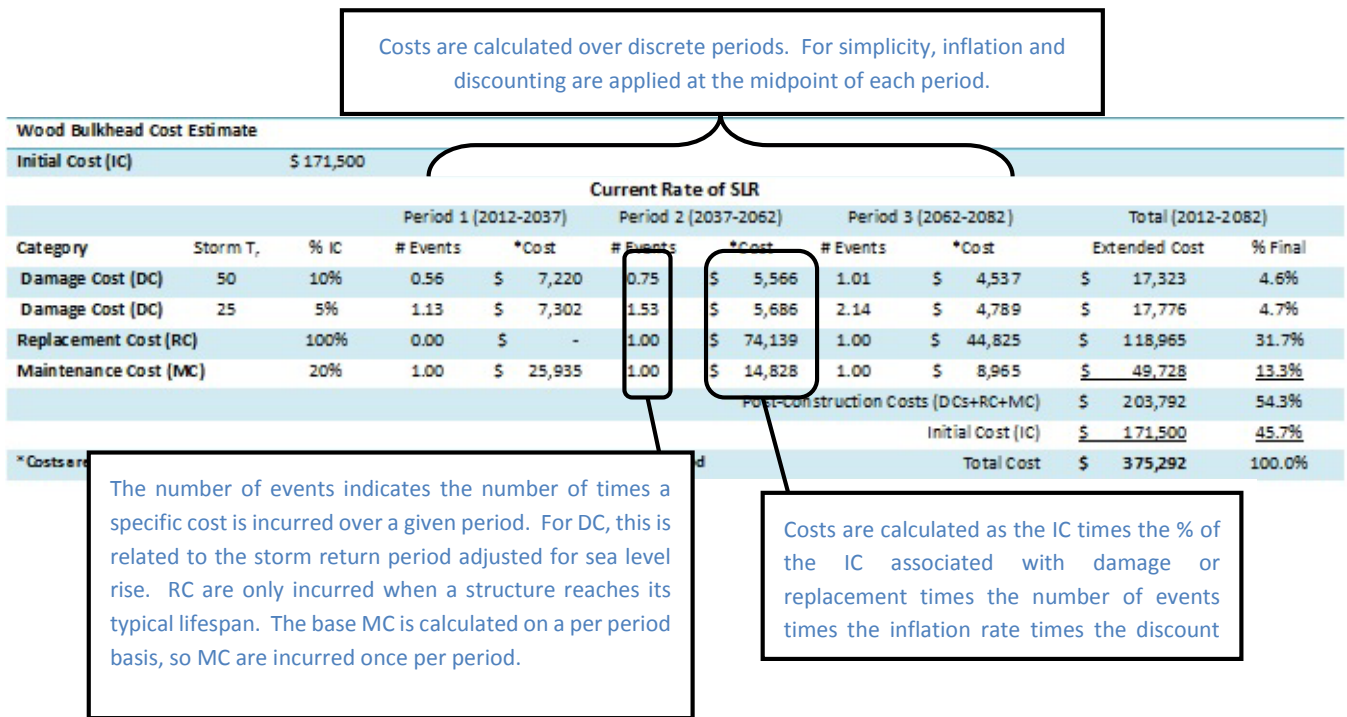 Costs are calculated over discrete periods. For simplicity, inflation and
discounting are applied at the midpoint of each period.
Wood Bulkhead Cost Estimate
Initial Cost (IC) $ 171,500
Current Rate of SLR
Period 1 (2012-2037) Period 2 (2037-2062) Period 3 (2062-2082) Total (2012-2082)
Category Storm Tr % IC # Events *Cost # Events *Cost # Events *Cost Extended Cost % Final
Damage Cost (DC) 50 10% 0.56 $ 7,220 0.75 $ 5,566 1.01 $ 4,537 $ 17,323 4.6%
Damage Cost (DC) 25 5% 1.13 $ 7,302 1.53 $ 5,686 2.14 $ 4,789 $ 17,776 4.7%
Replacement Cost (RC) 100% 0.00 $ - 1.00 $ 74,139 1.00 $ 44,825 $ 118,965 31.7%
Maintenance Cost (MC) 20% 1.00 $ 25,935 1.00 $ 14,828 1.00 $ 8,965 $ 49,728 13.3%
Post-Construction Costs (DCs+RC+MC) $ 203,792 54.3%
Initial Cost (IC) $ 171,500 45.7%
*Costs are Total Cost $ 375,292 100.0%
The number of events indicates the number of times a
specific cost is incurred over a given period. For DC, this is
related to the storm return period adjusted for sea level
rise. RC are only incurred when a structure reaches its
typical lifespan. The base MC is calculated on a per period
basis, so MC are incurred once per period.
Costs are calculated as the IC times the % of
the IC associated with damage or
replacement times the number of events
times the inflation rate times the discount